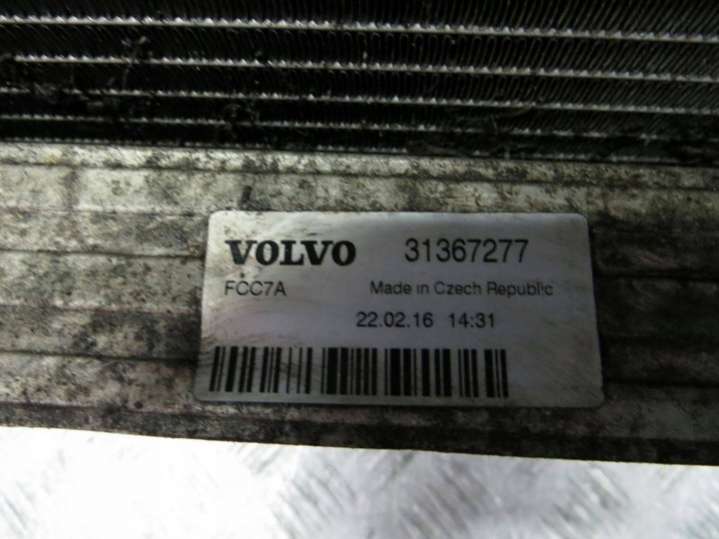 VOLVO 31367277
FCC7A Made in Czech Republic
22.02.16 14:31